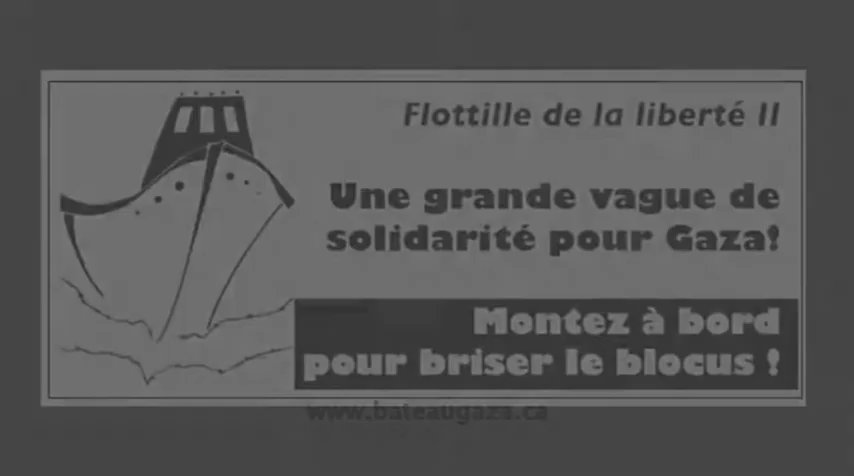 Flottille de la liberté II
Une grande vague de
solidarité pour Gaza!
Montez à bord
pour briser le blocus !
www.bateaugaza.ca